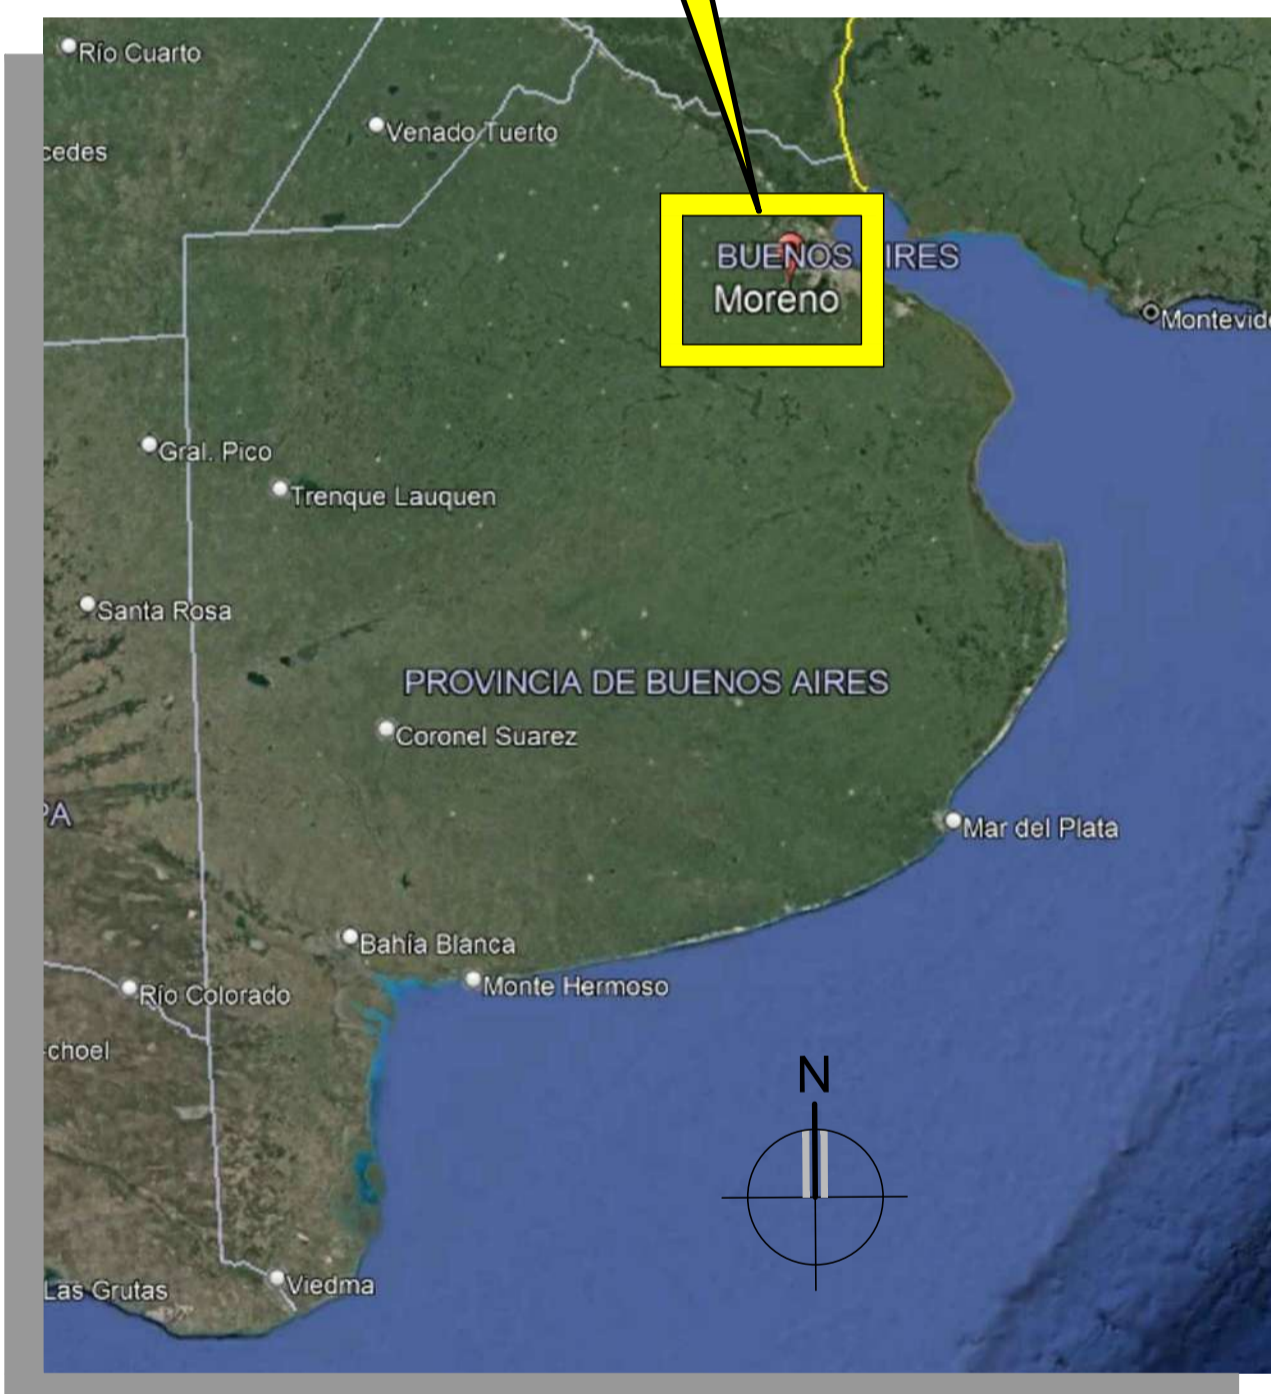 Río Cuarto
Venado Tuerto
cedes
BUENOS IRES
Moreno
Montevid
Gral. Pico
Trenque Lauquen
Santa Rosa
PROVINCIA DE BUENOS AIRES
Coronel Suarez
PA
Mar del Plata
Bahía Blanca
Monte Hermoso
Río Colorado
choel
N
Viedma
Las Grutas